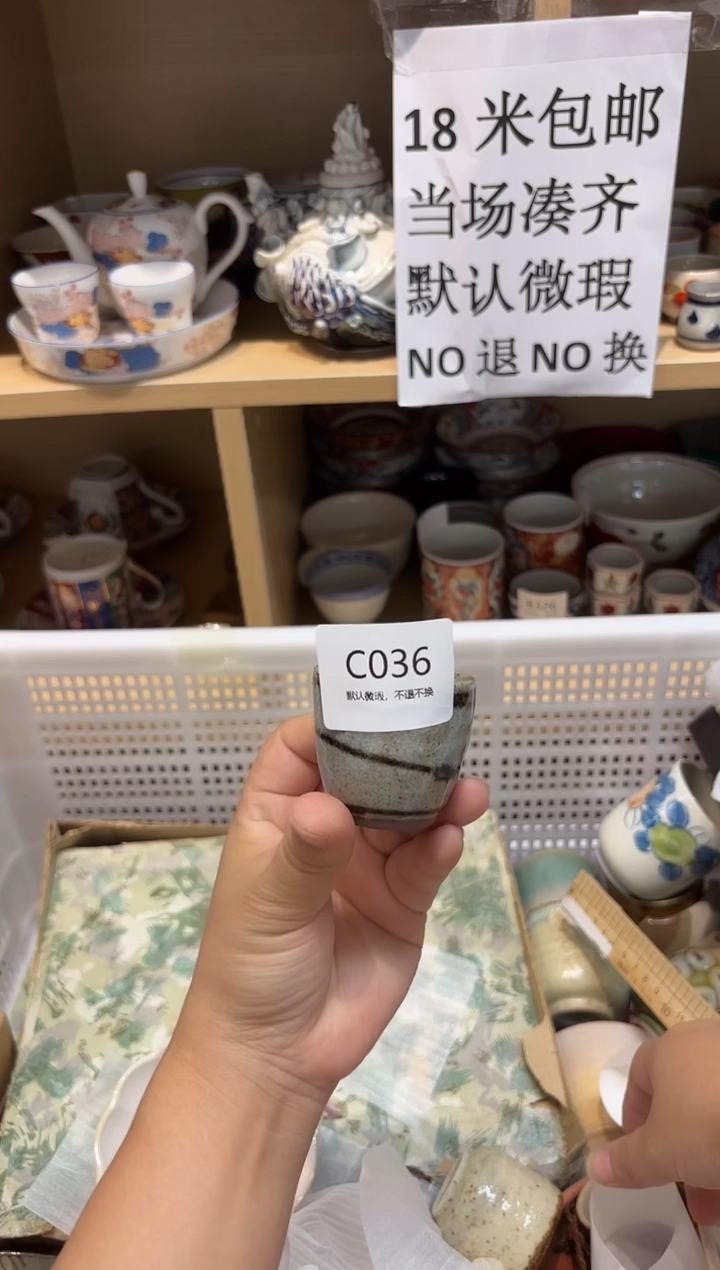 18 米包邮
当场凑齐
默认微瑕
NO 退 NO 换
C036
默认微瑕，不退不换